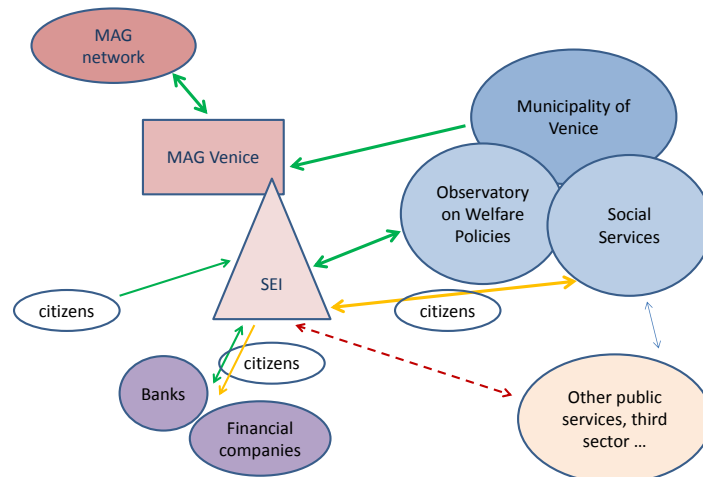 MAG
network
Municipality of
Venice
MAG Venice
Observatory
on Welfare
Policies
Social
Services
SEI
citizens
citizens
citizens
Banks
Other public
services, third
sector ...
Financial
companies